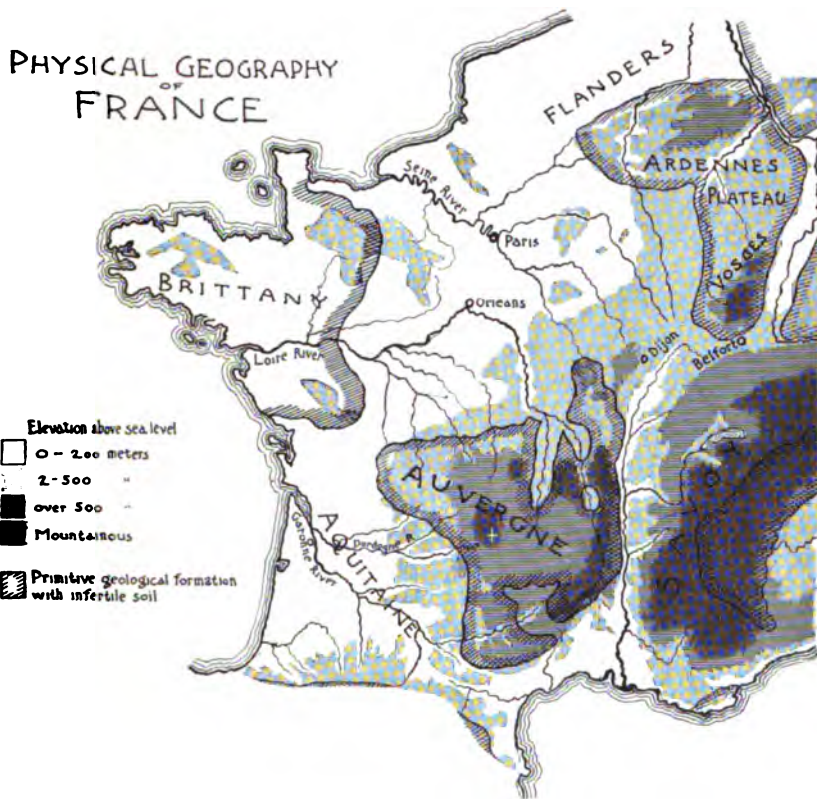 PHYSICAL GEOGRAPHY
OF
FRANCE
FLANDERS
ARDENNES
PLATEAU
Seine River
Paris
VOSGES
BRITTANY
Orleans
Loire River
Dijon
Belfort
Elevation above sea level
0-200 meters
2-500 "
over 500 "
Mountainous
Primitive geological formation
with infertile soil
AUVERGNE
AQUITAINE
Garonne River
Dordogne R